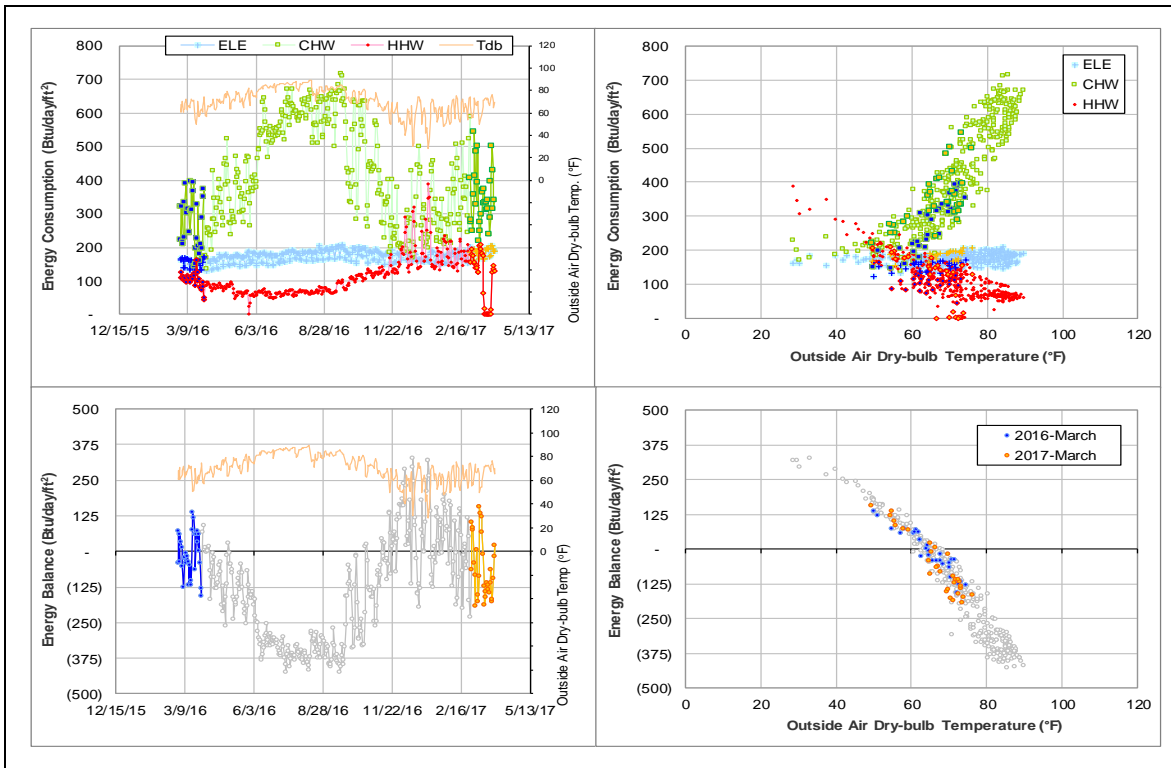 ELE CHW HHW Tdb
Energy Consumption (Btu/day/ft²)
800
700
600
500
400
300
200
100
-
120
100
80
60
40
20
0
Outside Air Dry-bulb Temp. (°F)
12/15/15 3/9/16 6/3/16 8/28/16 11/22/16 2/16/17 5/13/17
ELE
CHW
HHW
Energy Consumption (Btu/day/ft²)
800
700
600
500
400
300
200
100
-
0 20 40 60 80 100 120
Outside Air Dry-bulb Temperature (°F)
Energy Balance (Btu/day/ft²)
500
375
250
125
-
(125)
(250)
(375)
(500)
120
100
80
60
40
20
0
Outside Air Dry-bulb Temp (°F)
12/15/15 3/9/16 6/3/16 8/28/16 11/22/16 2/16/17 5/13/17
2016-March
2017-March
Energy Balance (Btu/day/ft²)
500
375
250
125
-
(125)
(250)
(375)
(500)
0 20 40 60 80 100 120
Outside Air Dry-bulb Temperature (°F)